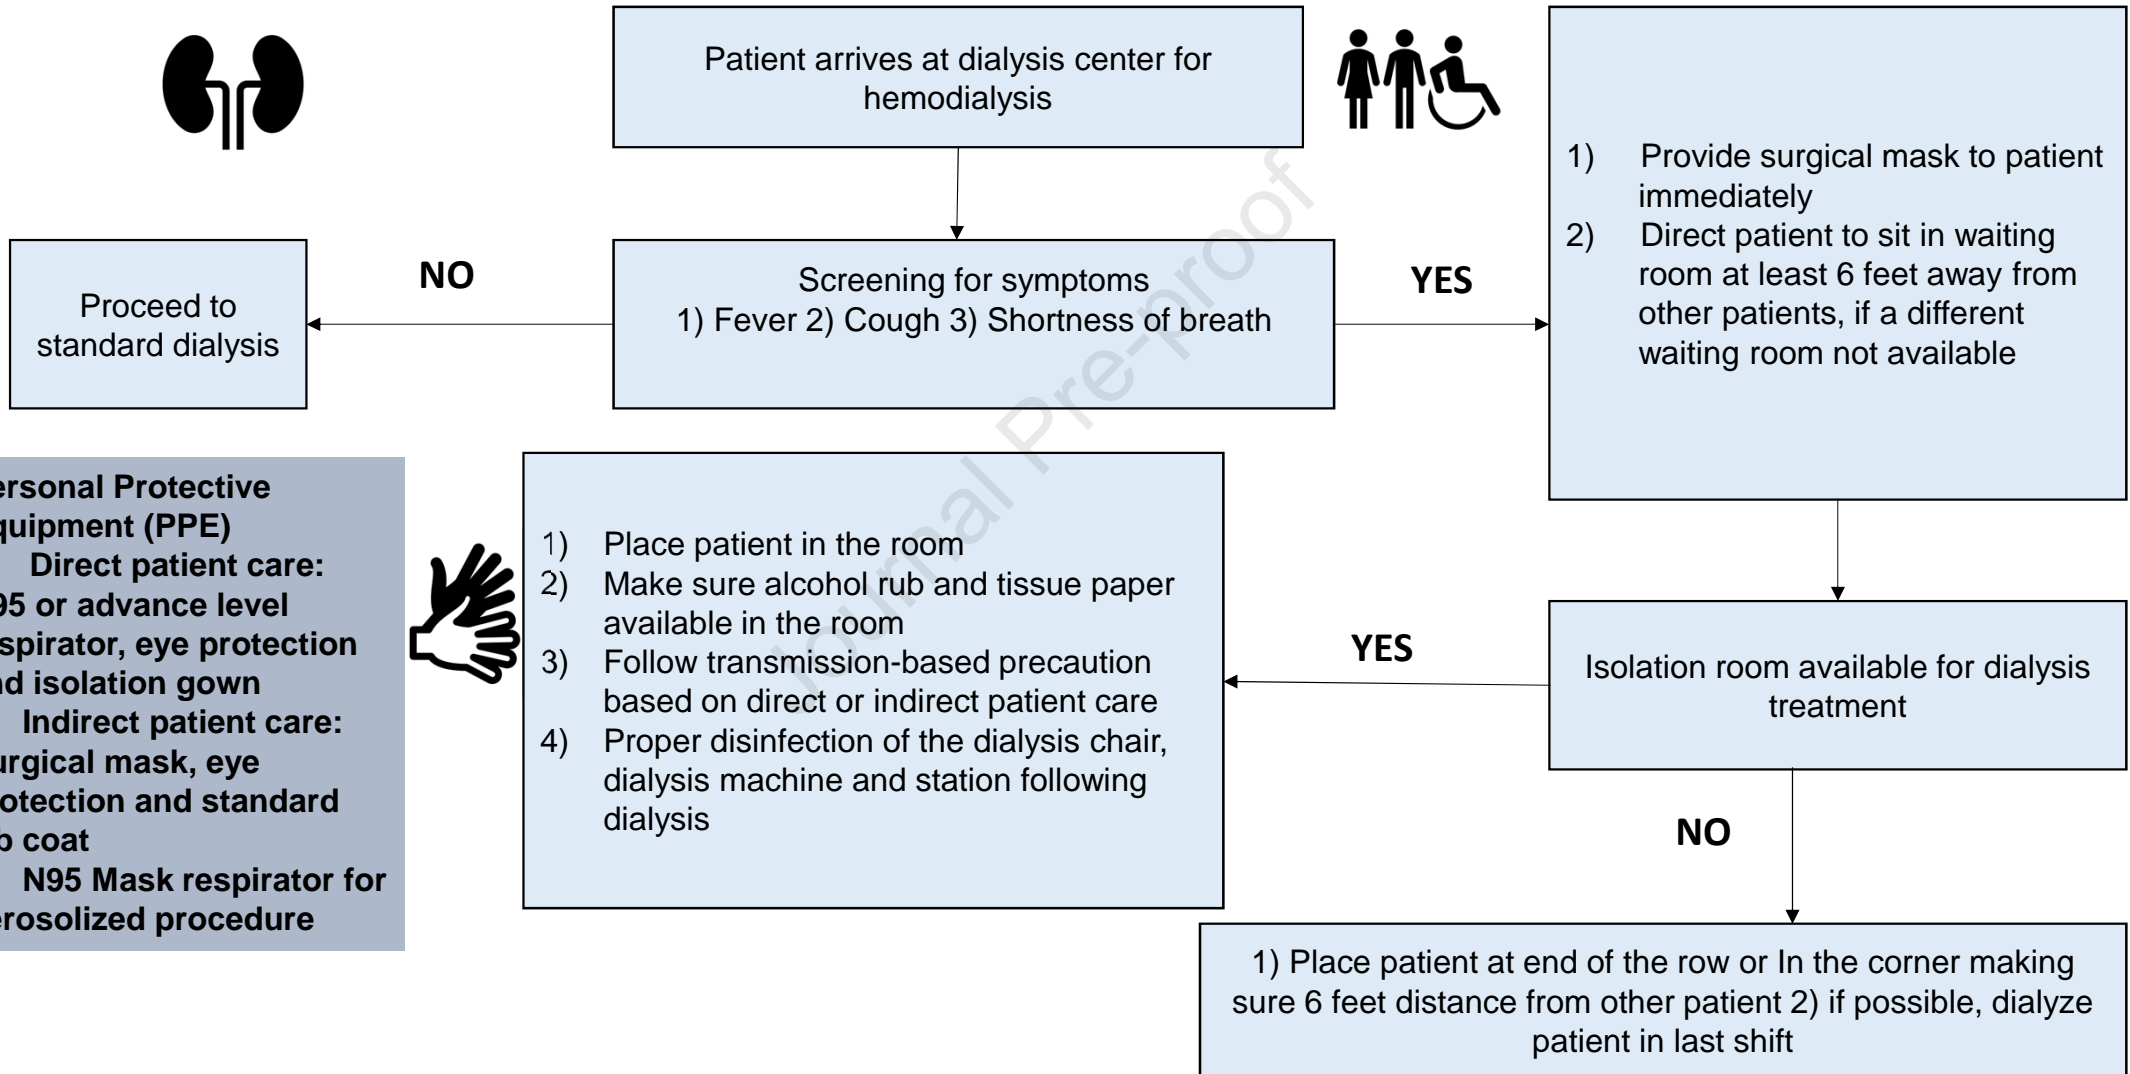 Patient arrives at dialysis center for
hemodialysis
Proceed to
standard dialysis
NO
Screening for symptoms
1) Fever 2) Cough 3) Shortness of breath
YES
1) Provide surgical mask to patient
immediately
2) Direct patient to sit in waiting
room at least 6 feet away from
other patients, if a different
waiting room not available
ersonal Protective
quipment (PPE)
Direct patient care:
95 or advance level
spirator, eye protection
nd isolation gown
Indirect patient care:
urgical mask, eye
otection and standard
b coat
N95 Mask respirator for
erosolized procedure
1) Place patient in the room
2) Make sure alcohol rub and tissue paper
available in the room
3) Follow transmission-based precaution
based on direct or indirect patient care
4) Proper disinfection of the dialysis chair,
dialysis machine and station following
dialysis
YES
Isolation room available for dialysis
treatment
NO
1) Place patient at end of the row or In the corner making
sure 6 feet distance from other patient 2) if possible, dialyze
patient in last shift
Journal Pre-proof